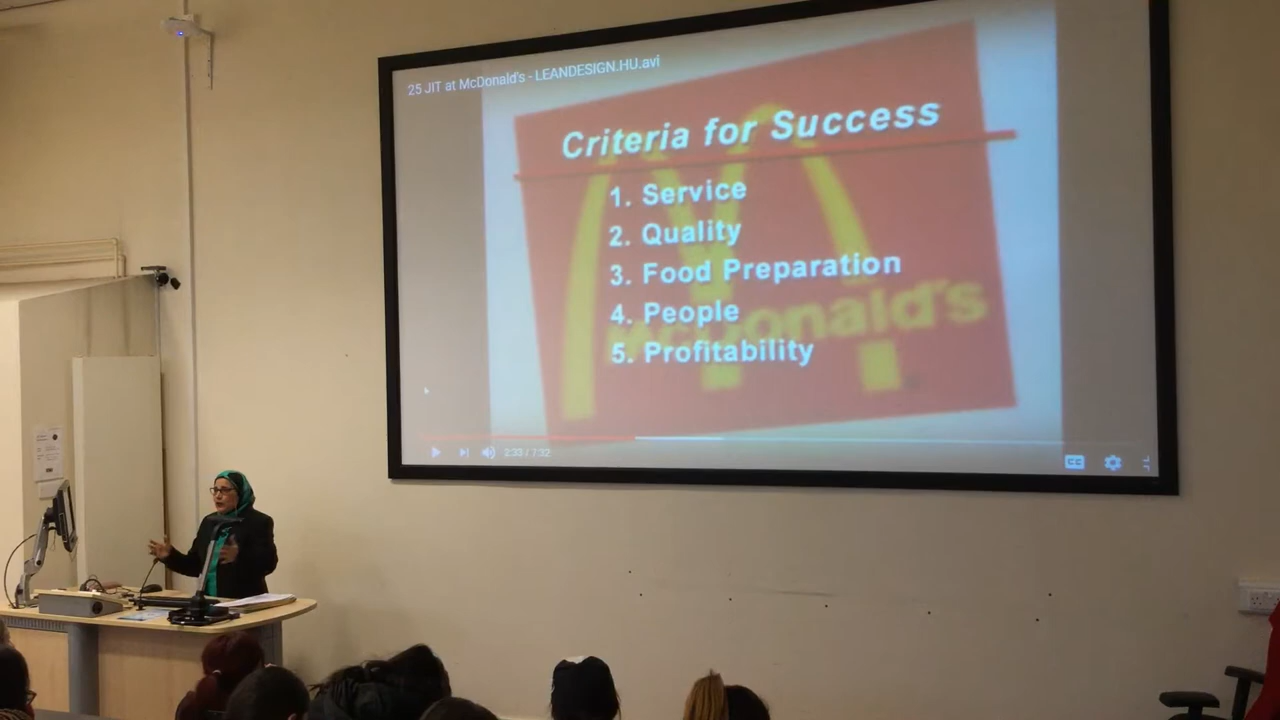 25 JIT at McDonald's - LEANDESIGN.HU.avi
Criteria for Success
1. Service
2. Quality
3. Food Preparation
4. People
5. Profitability
McDonald's
2:33 / 7:32
CC